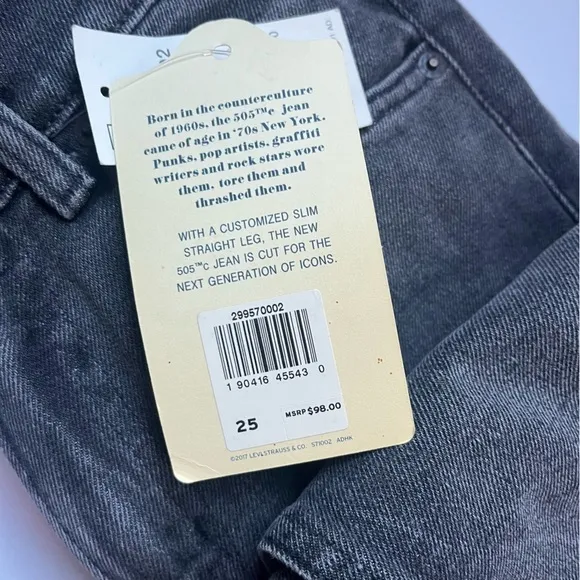 Born in the counterculture
of 1960s, the 505™c jean
came of age in '70s New York.
Punks, pop artists, graffiti
writers and rock stars wore
them, tore them and
thrashed them.
WITH A CUSTOMIZED SLIM
STRAIGHT LEG, THE NEW
505™c JEAN IS CUT FOR THE
NEXT GENERATION OF ICONS.
299570002
1 90416 45543 0
25 MSRP $98.00
©2017 LEVI STRAUSS & CO. S71002 ADHK